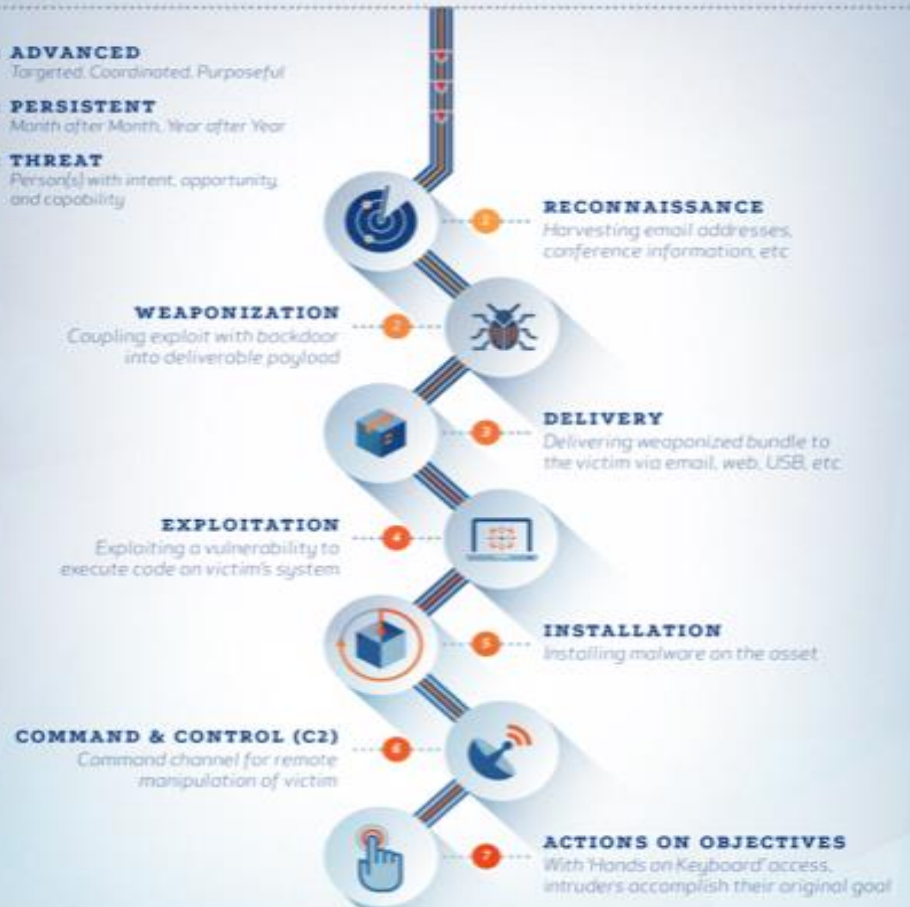 ADVANCED
Targeted, Coordinated, Purposeful
PERSISTENT
Month after Month, Year after Year
THREAT
Person(s) with intent, opportunity,
and capability
1
RECONNAISSANCE
Harvesting email addresses,
conference information, etc
WEAPONIZATION
2
Coupling exploit with backdoor
into deliverable payload
3
DELIVERY
Delivering weaponized bundle to
the victim via email, web, USB, etc
EXPLOITATION
4
Exploiting a vulnerability to
execute code on victim's system
5
INSTALLATION
Installing malware on the asset
COMMAND & CONTROL (C2)
6
Command channel for remote
manipulation of victim
7
ACTIONS ON OBJECTIVES
With 'Hands on Keyboard' access,
intruders accomplish their original goal